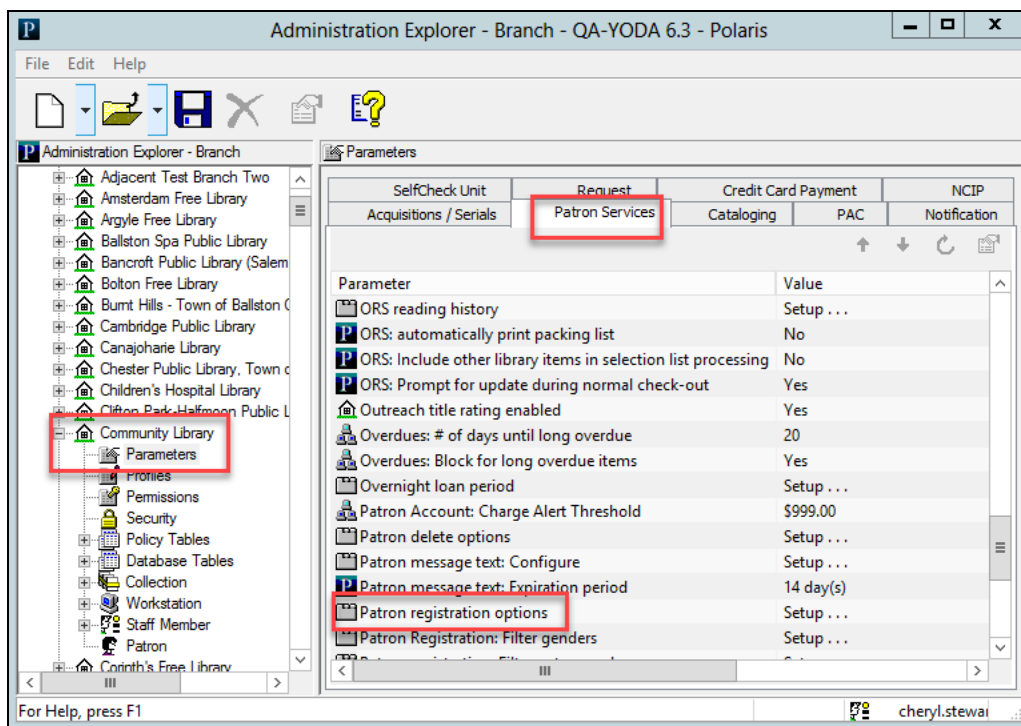 Administration Explorer - Branch - QA-YODA 6.3 - Polaris
File Edit Help
Administration Explorer - Branch
Adjacent Test Branch Two
Amsterdam Free Library
Argyle Free Library
Ballston Spa Public Library
Bancroft Public Library (Salem
Bolton Free Library
Burnt Hills - Town of Ballston C
Cambridge Public Library
Canajoharie Library
Chester Public Library, Town o
Children's Hospital Library
Clifton Park-Halfmoon Public L
Community Library
Parameters
Profiles
Permissions
Security
Policy Tables
Database Tables
Collection
Workstation
Staff Member
Patron
Corinth's Free Library
Parameters
SelfCheck Unit Request Credit Card Payment NCIP
Acquisitions / Serials Patron Services Cataloging PAC Notification
Parameter Value
ORS reading history Setup . . .
ORS: automatically print packing list No
ORS: Include other library items in selection list processing No
ORS: Prompt for update during normal check-out Yes
Outreach title rating enabled Yes
Overdues: # of days until long overdue 20
Overdues: Block for long overdue items Yes
Overnight loan period Setup . . .
Patron Account: Charge Alert Threshold $999.00
Patron delete options Setup . . .
Patron message text: Configure Setup . . .
Patron message text: Expiration period 14 day(s)
Patron registration options Setup . . .
Patron Registration: Filter genders Setup . . .
For Help, press F1
cheryl.stewar